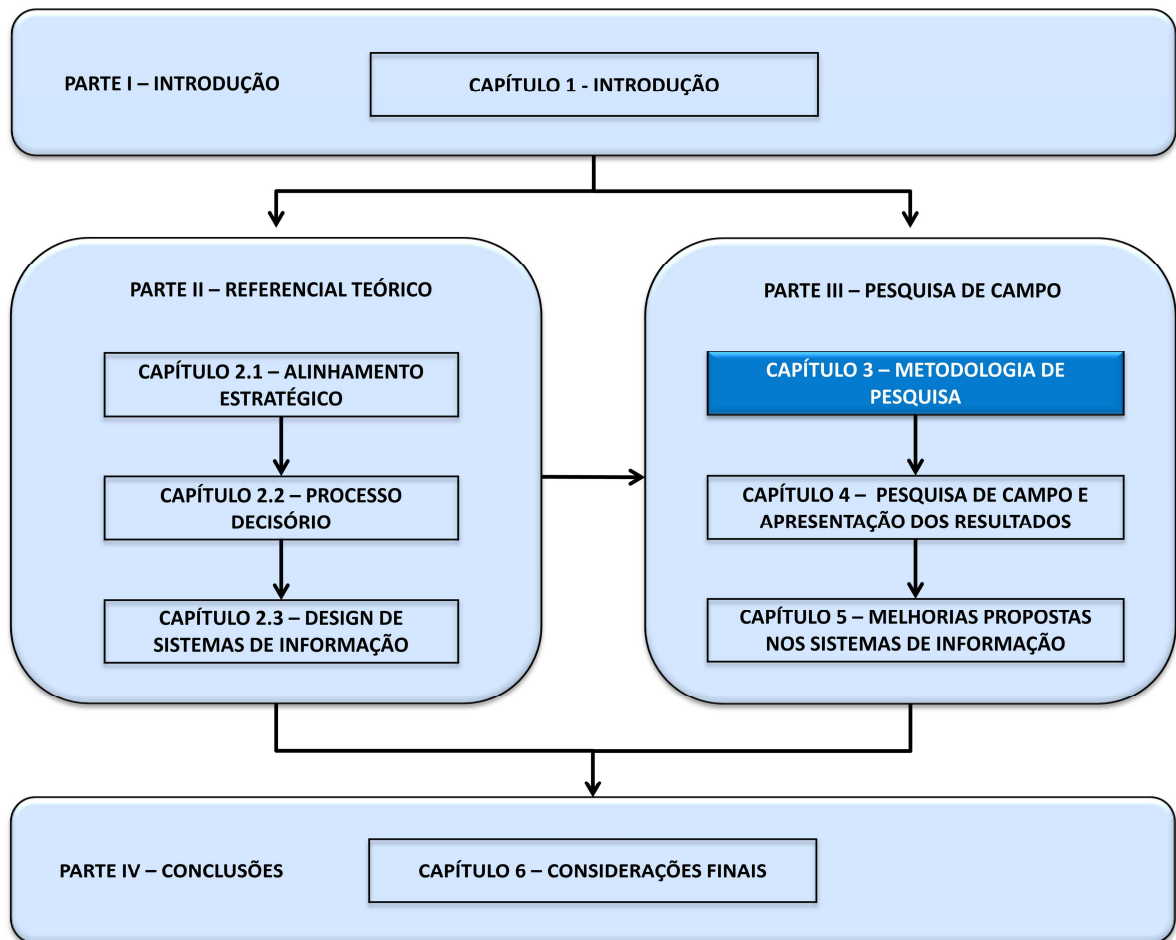 PARTE I – INTRODUÇÃO
CAPÍTULO 1 - INTRODUÇÃO
PARTE II – REFERENCIAL TEÓRICO
CAPÍTULO 2.1 – ALINHAMENTO
ESTRATÉGICO
CAPÍTULO 2.2 – PROCESSO
DECISÓRIO
CAPÍTULO 2.3 – DESIGN DE
SISTEMAS DE INFORMAÇÃO
PARTE III – PESQUISA DE CAMPO
CAPÍTULO 3 – METODOLOGIA DE
PESQUISA
CAPÍTULO 4 – PESQUISA DE CAMPO E
APRESENTAÇÃO DOS RESULTADOS
CAPÍTULO 5 – MELHORIAS PROPOSTAS
NOS SISTEMAS DE INFORMAÇÃO
PARTE IV – CONCLUSÕES
CAPÍTULO 6 – CONSIDERAÇÕES FINAIS